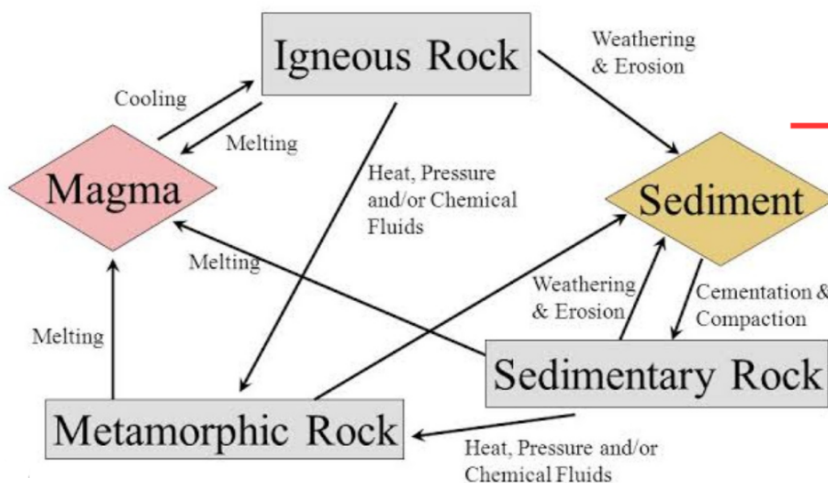 Igneous Rock
Weathering
& Erosion
Cooling
Melting
Magma
Heat, Pressure
and/or Chemical
Fluids
Sediment
Melting
Weathering
& Erosion
Cementation &
Compaction
Melting
Sedimentary Rock
Metamorphic Rock
Heat, Pressure and/or
Chemical Fluids